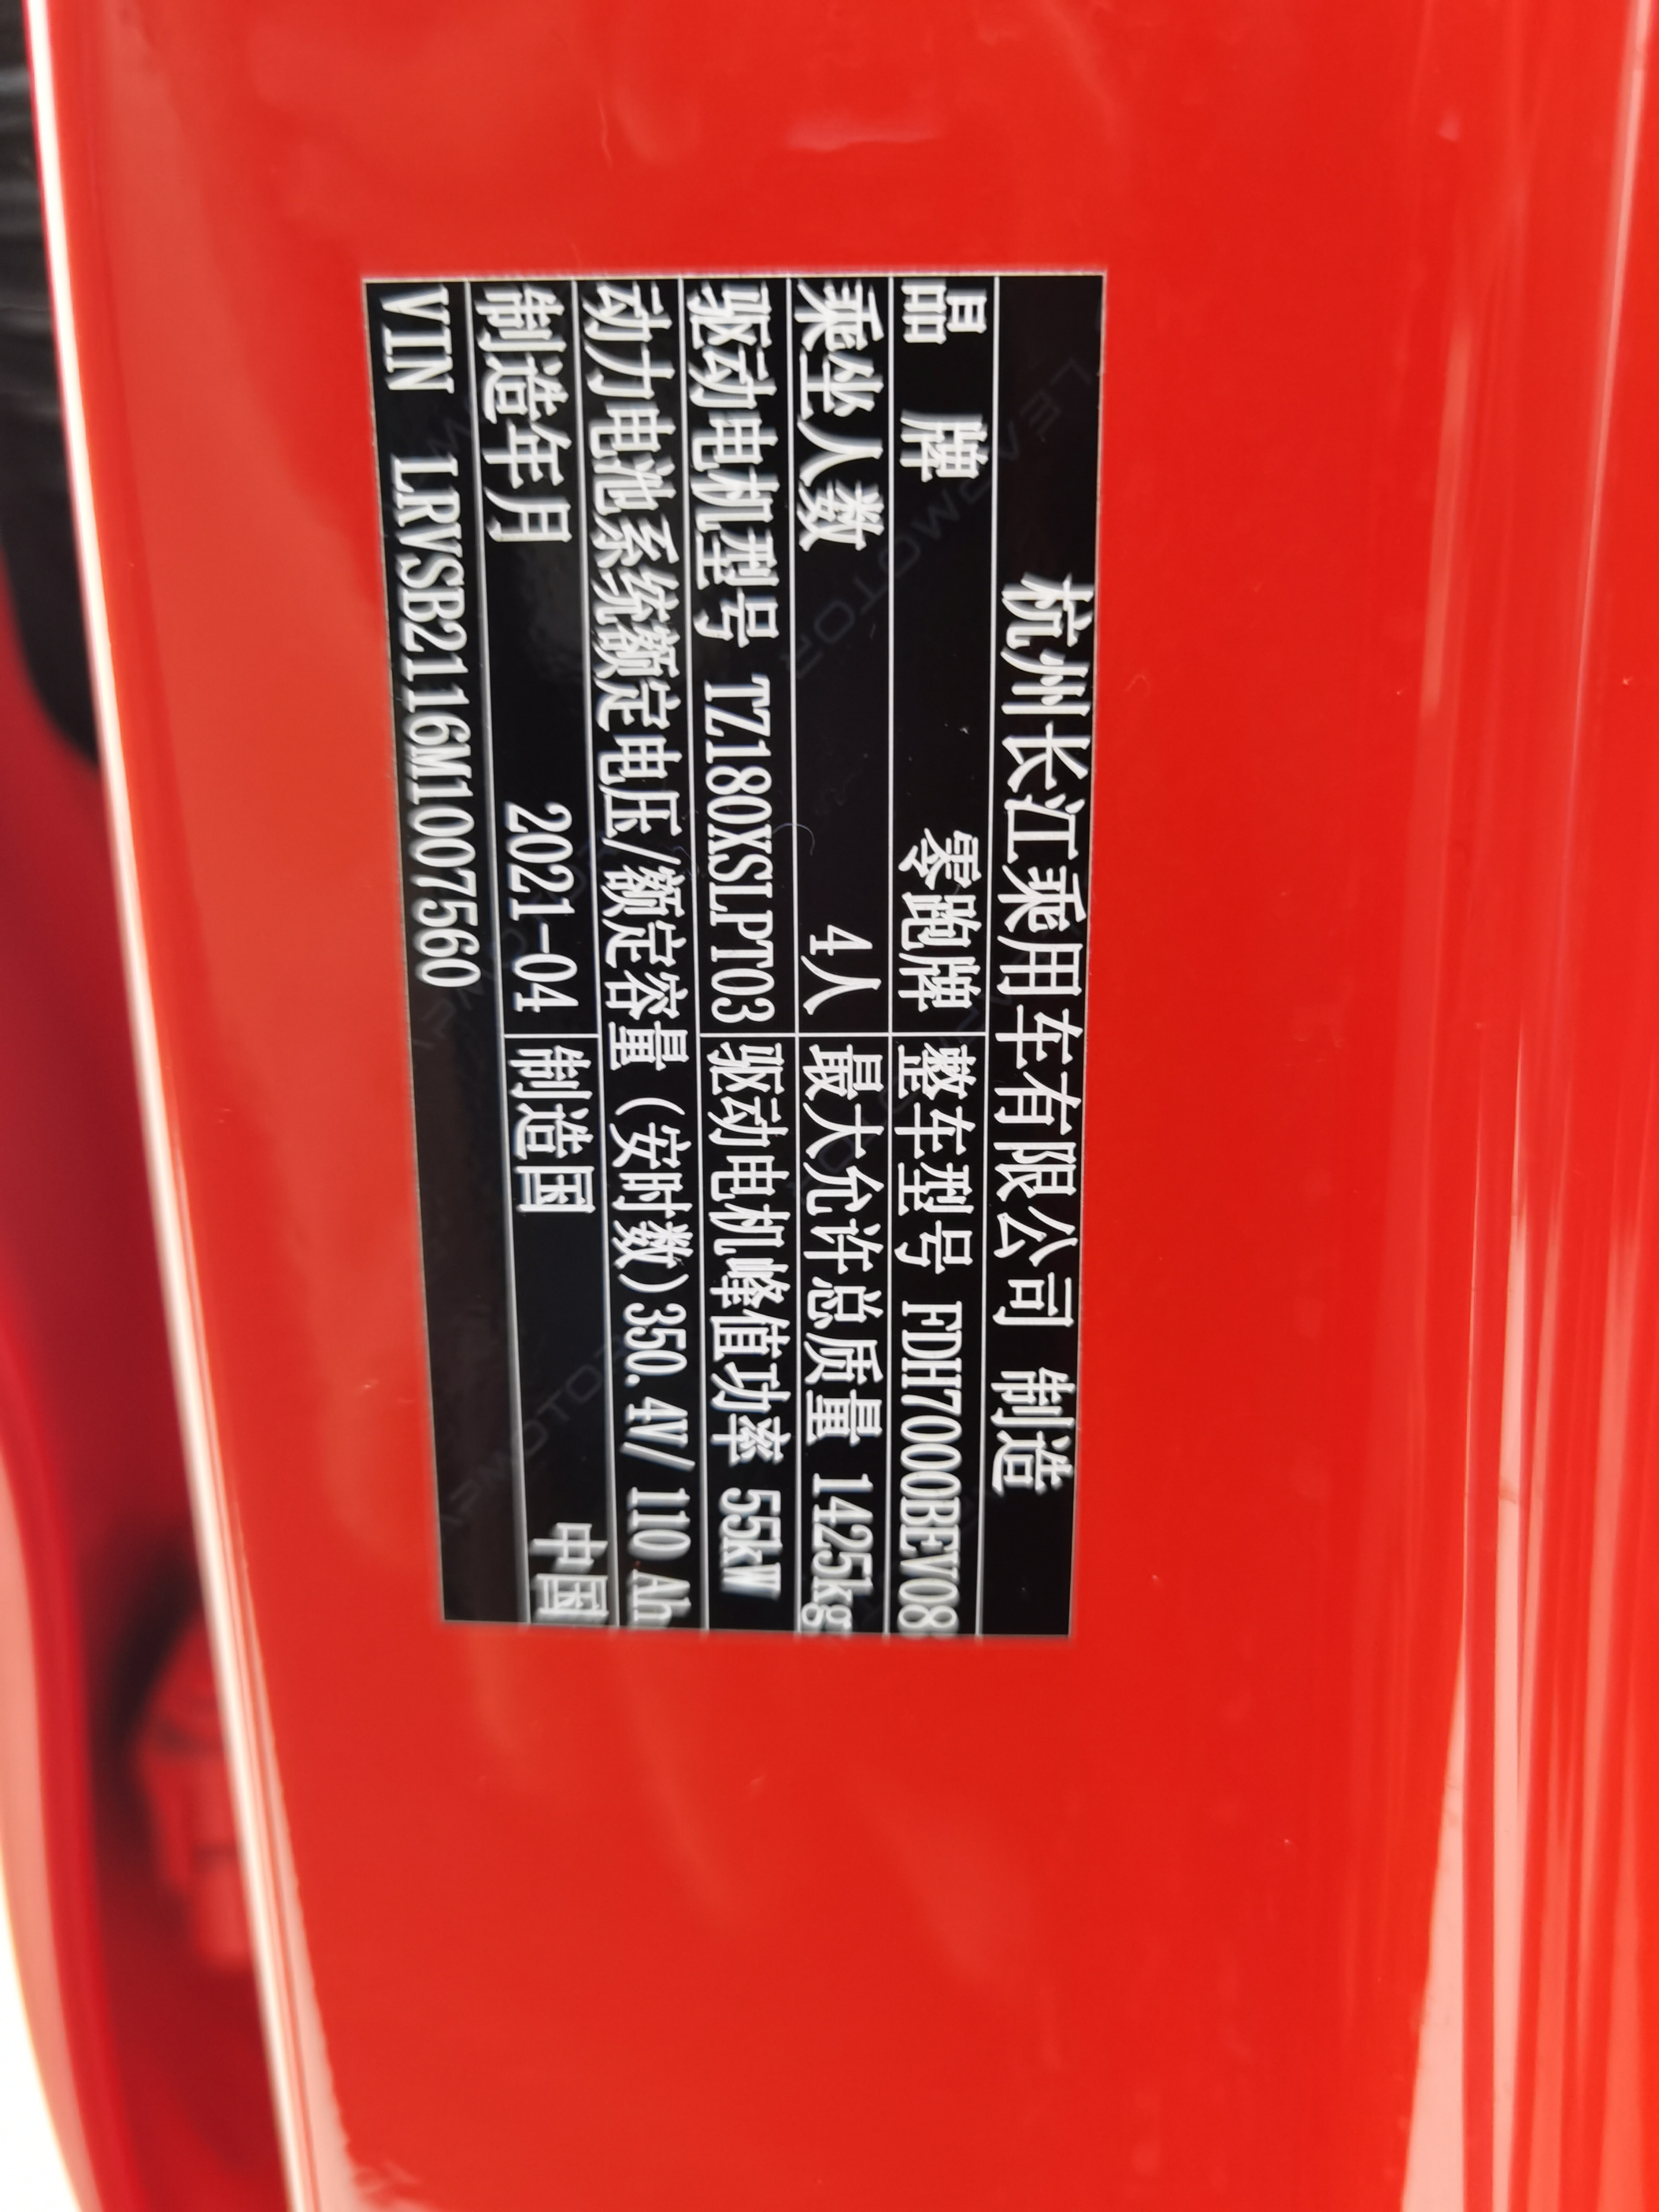 杭州长江乘用车有限公司 制造
品 牌 零跑牌 整车型号 FDH7000BEV08
乘坐人数 4人 最大允许总质量 1425kg
驱动电机型号 TZ180XSLPT03 驱动电机峰值功率 55kW
动力电池系统额定电压/额定容量（安时数)350.4V/ 110 Ah
制造年月 2021-04 制造国 中国
VIN LRVSB2116M1007560